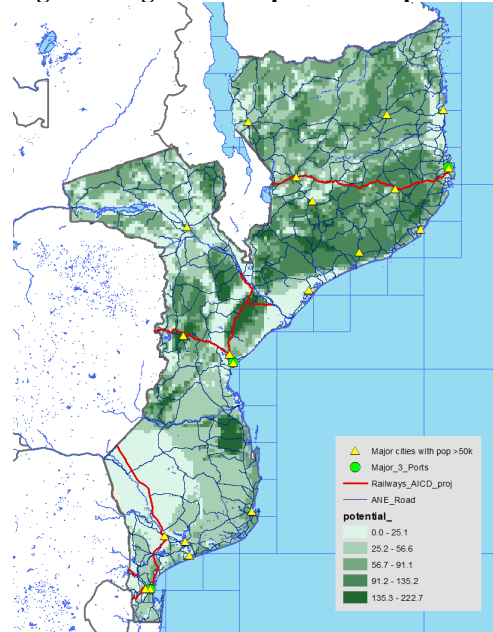 Major cities with pop >50k
Major_3_Ports
Railways_AICD_proj
ANE_Road
potential_
0.0 - 25.1
25.2 - 56.6
56.7 - 91.1
91.2 - 135.2
135.3 - 222.7